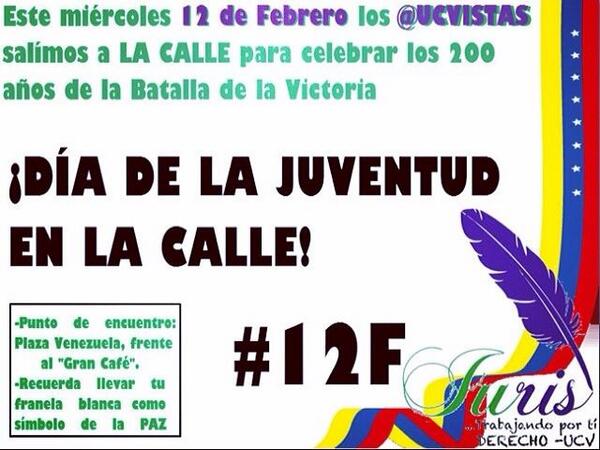 Este miércoles 12 de Febrero los @UCVISTAS
salímos a LA CALLE para celebrar los 200
años de la Batalla de la Victoria
¡DÍA DE LA JUVENTUD
EN LA CALLE!
-Punto de encuentro:
Plaza Venezuela, frente
al "Gran Café".
-Recuerda llevar tu
franela blanca como
símbolo de la PAZ
#12F
Iuris
...Trabajando por tí
DERECHO -UCV